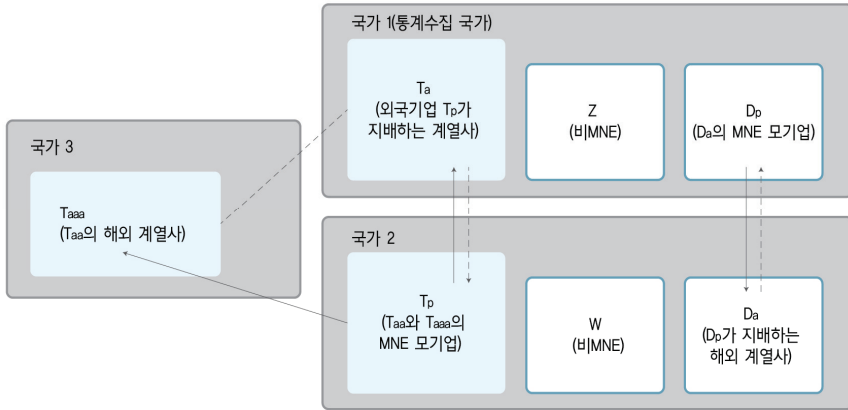 국가 1(통계수집 국가)
Ta
(외국기업 Tp가
지배하는 계열사)
Z
(비MNE)
Dp
(Da의 MNE 모기업)
국가 3
Taaa
(Taa의 해외 계열사)
국가 2
Tp
(Taa와 Taaa의
MNE 모기업)
W
(비MNE)
Da
(Dp가 지배하는
해외 계열사)